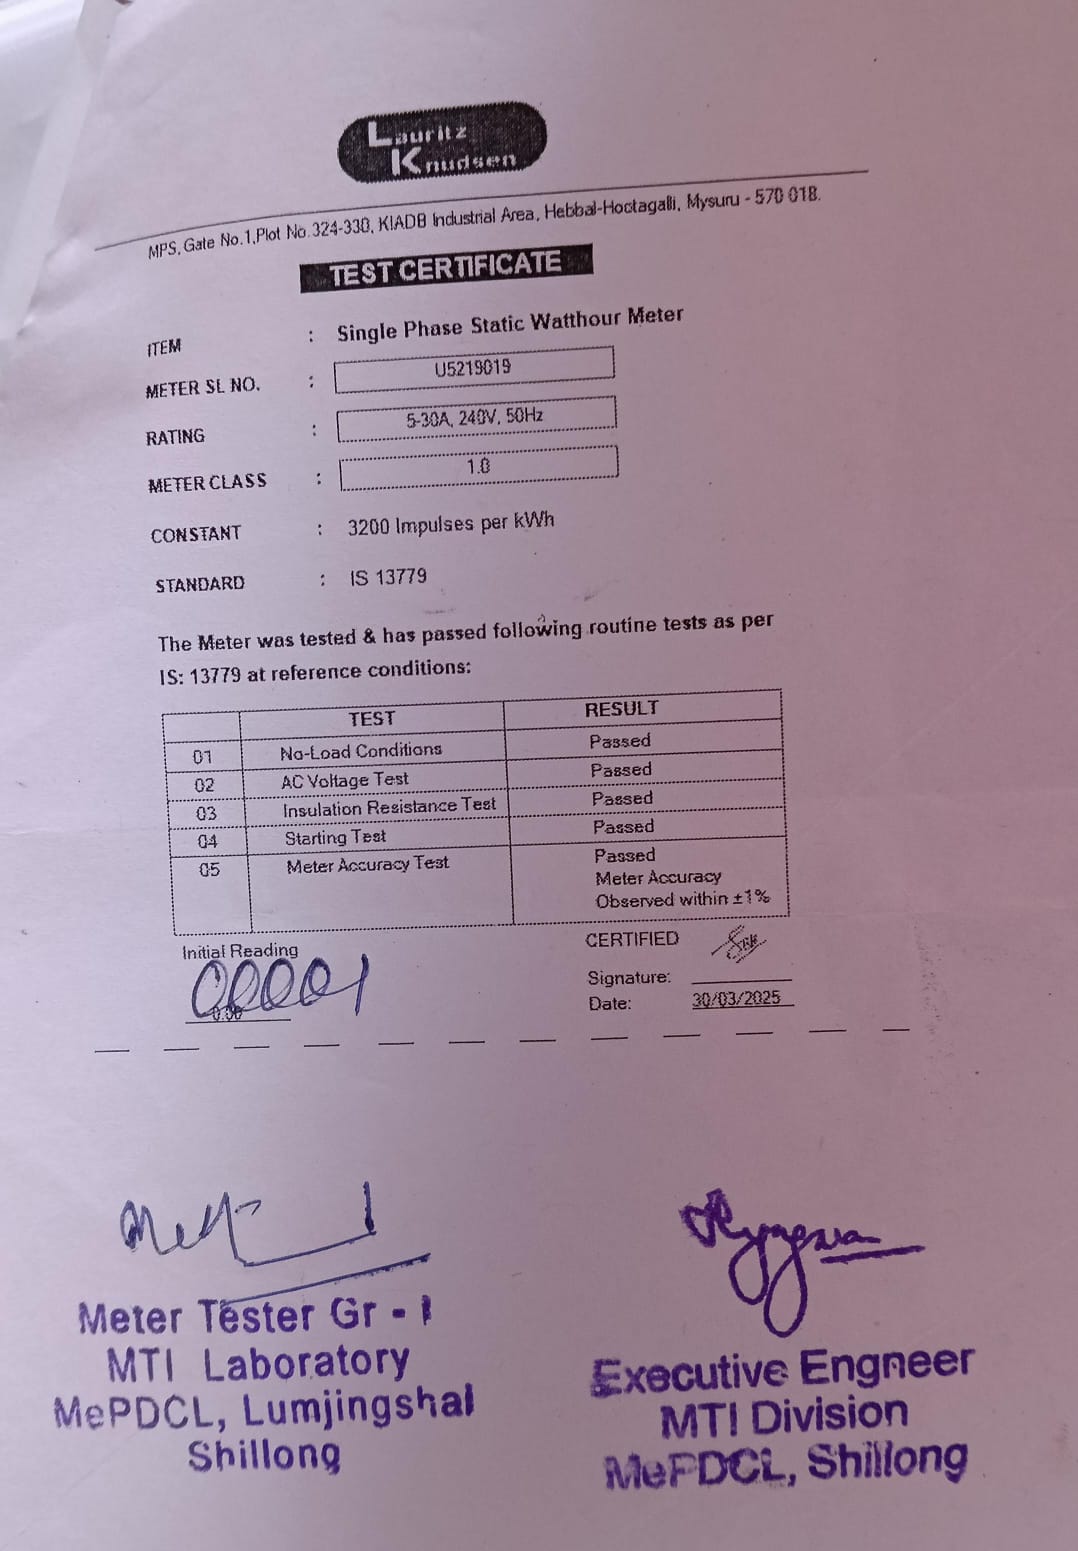 Lauritz
Knudsen
MPS, Gate No.1,Plot No.324-330, KIADB Industrial Area, Hebbal-Hootagalli, Mysuru - 570 018.
TEST CERTIFICATE
ITEM : Single Phase Static Watthour Meter
METER SL NO. : U5219019
RATING : 5-30A, 240V, 50Hz
METER CLASS : 1.0
CONSTANT : 3200 Impulses per kWh
STANDARD : IS 13779
The Meter was tested & has passed following routine tests as per
IS: 13779 at reference conditions:
TEST RESULT
01 No-Load Conditions Passed
02 AC Voltage Test Passed
03 Insulation Resistance Test Passed
04 Starting Test Passed
05 Meter Accuracy Test Passed
Meter Accuracy
Observed within ±1%
Initial Reading
00001
0.00
CERTIFIED
Signature:
Date: 30/03/2025
Meter Tester Gr - I
MTI Laboratory
MePDCL, Lumjingshai
Shillong
Executive Engneer
MTI Division
MePDCL, Shillong